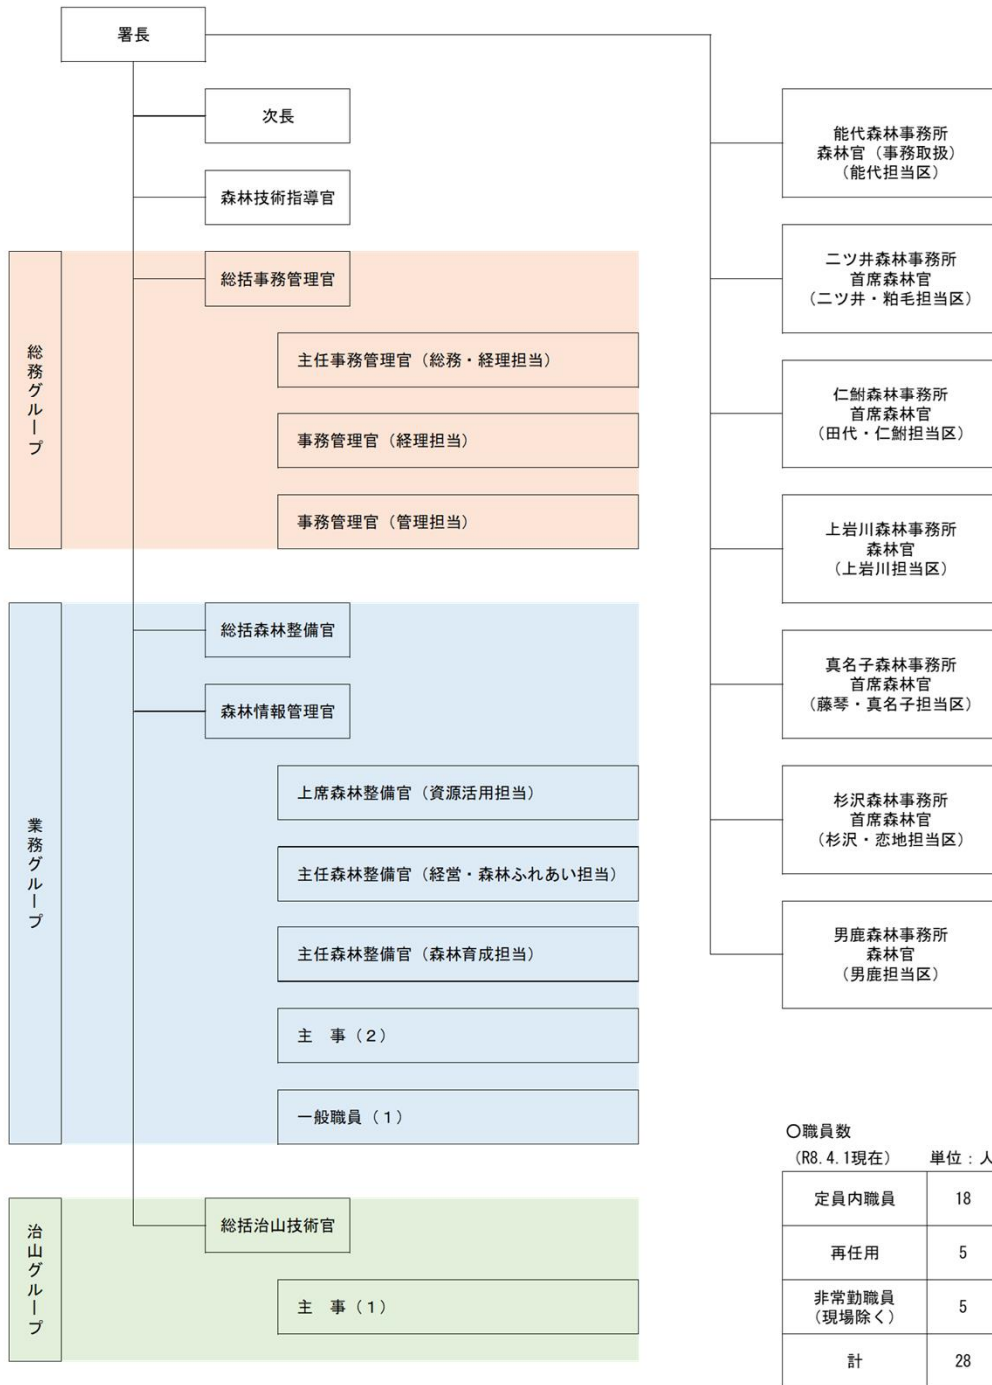 署長
次長
森林技術指導官
総務グループ
総括事務管理官
主任事務管理官（総務・経理担当）
事務管理官（経理担当）
事務管理官（管理担当）
業務グループ
総括森林整備官
森林情報管理官
上席森林整備官（資源活用担当）
主任森林整備官（経営・森林ふれあい担当）
主任森林整備官（森林育成担当）
主　事（２）
一般職員（１）
治山グループ
総括治山技術官
主　事（１）
能代森林事務所
森林官（事務取扱）
（能代担当区）
二ツ井森林事務所
首席森林官
（二ツ井・粕毛担当区）
仁鮒森林事務所
首席森林官
（田代・仁鮒担当区）
上岩川森林事務所
森林官
（上岩川担当区）
真名子森林事務所
首席森林官
（藤琴・真名子担当区）
杉沢森林事務所
首席森林官
（杉沢・恋地担当区）
男鹿森林事務所
森林官
（男鹿担当区）
〇職員数
（R8.4.1現在）　単位：人
定員内職員　18
再任用　5
非常勤職員
（現場除く）　5
計　28